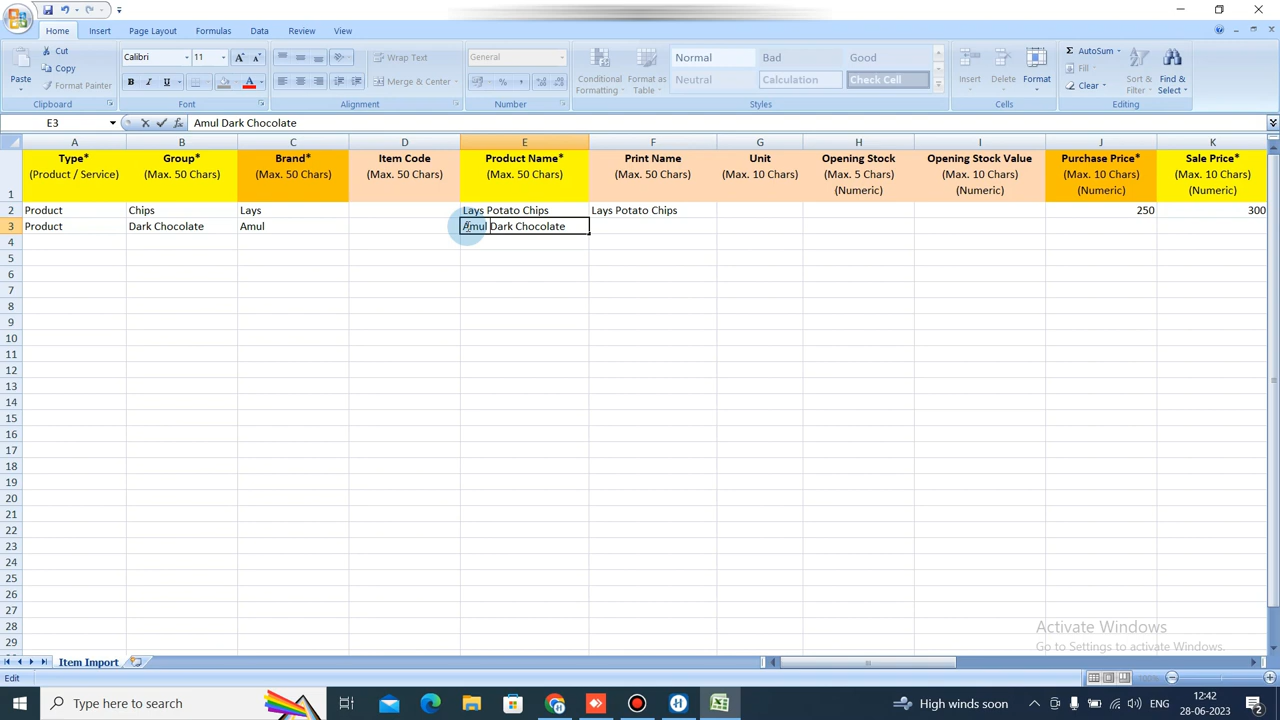 Home Insert Page Layout Formulas Data Review View
Paste
Cut
Copy
Format Painter
Clipboard
Calibri 11
B I U
Font
Wrap Text
Merge & Center
Alignment
General
Number
Conditional Formatting
Format as Table
Normal Bad Good
Neutral Calculation Check Cell
Styles
Insert Delete Format
Cells
AutoSum
Fill
Clear
Sort & Filter
Find & Select
Editing
E3 Amul Dark Chocolate
A B C D E F G H I J K
Type* Group* Brand* Item Code Product Name* Print Name Unit Opening Stock Opening Stock Value Purchase Price* Sale Price*
(Product / Service) (Max. 50 Chars) (Max. 50 Chars) (Max. 50 Chars) (Max. 50 Chars) (Max. 50 Chars) (Max. 10 Chars) (Max. 5 Chars) (Max. 10 Chars) (Max. 10 Chars) (Max. 10 Chars)
1 (Numeric) (Numeric) (Numeric) (Numeric)
2 Product Chips Lays Lays Potato Chips Lays Potato Chips 250 300
3 Product Dark Chocolate Amul Amul Dark Chocolate
4
5
6
7
8
9
10
11
12
13
14
15
16
17
18
19
20
21
22
23
24
25
26
27
28
29
Activate Windows
Go to Settings to activate Windows.
Item Import
Edit
Type here to search
High winds soon
ENG
12:42
28-06-2023
2